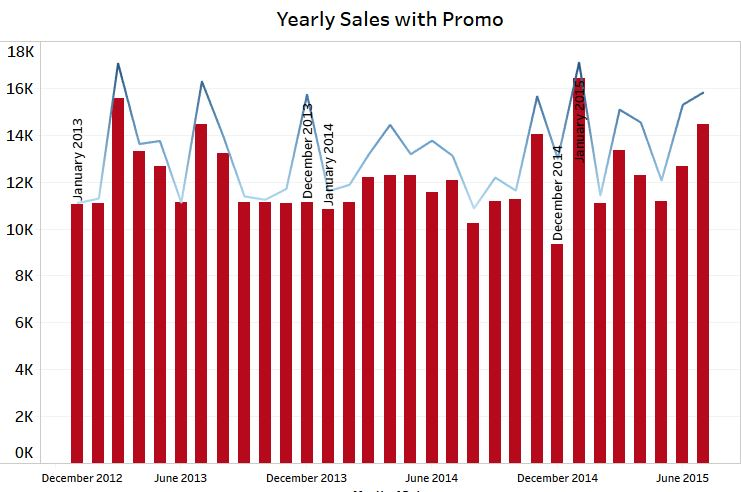 Yearly Sales with Promo
18K
16K
14K
12K
10K
8K
6K
4K
2K
0K
January 2013
December 2013
January 2014
December 2014
January 2015
December 2012
June 2013
December 2013
June 2014
December 2014
June 2015